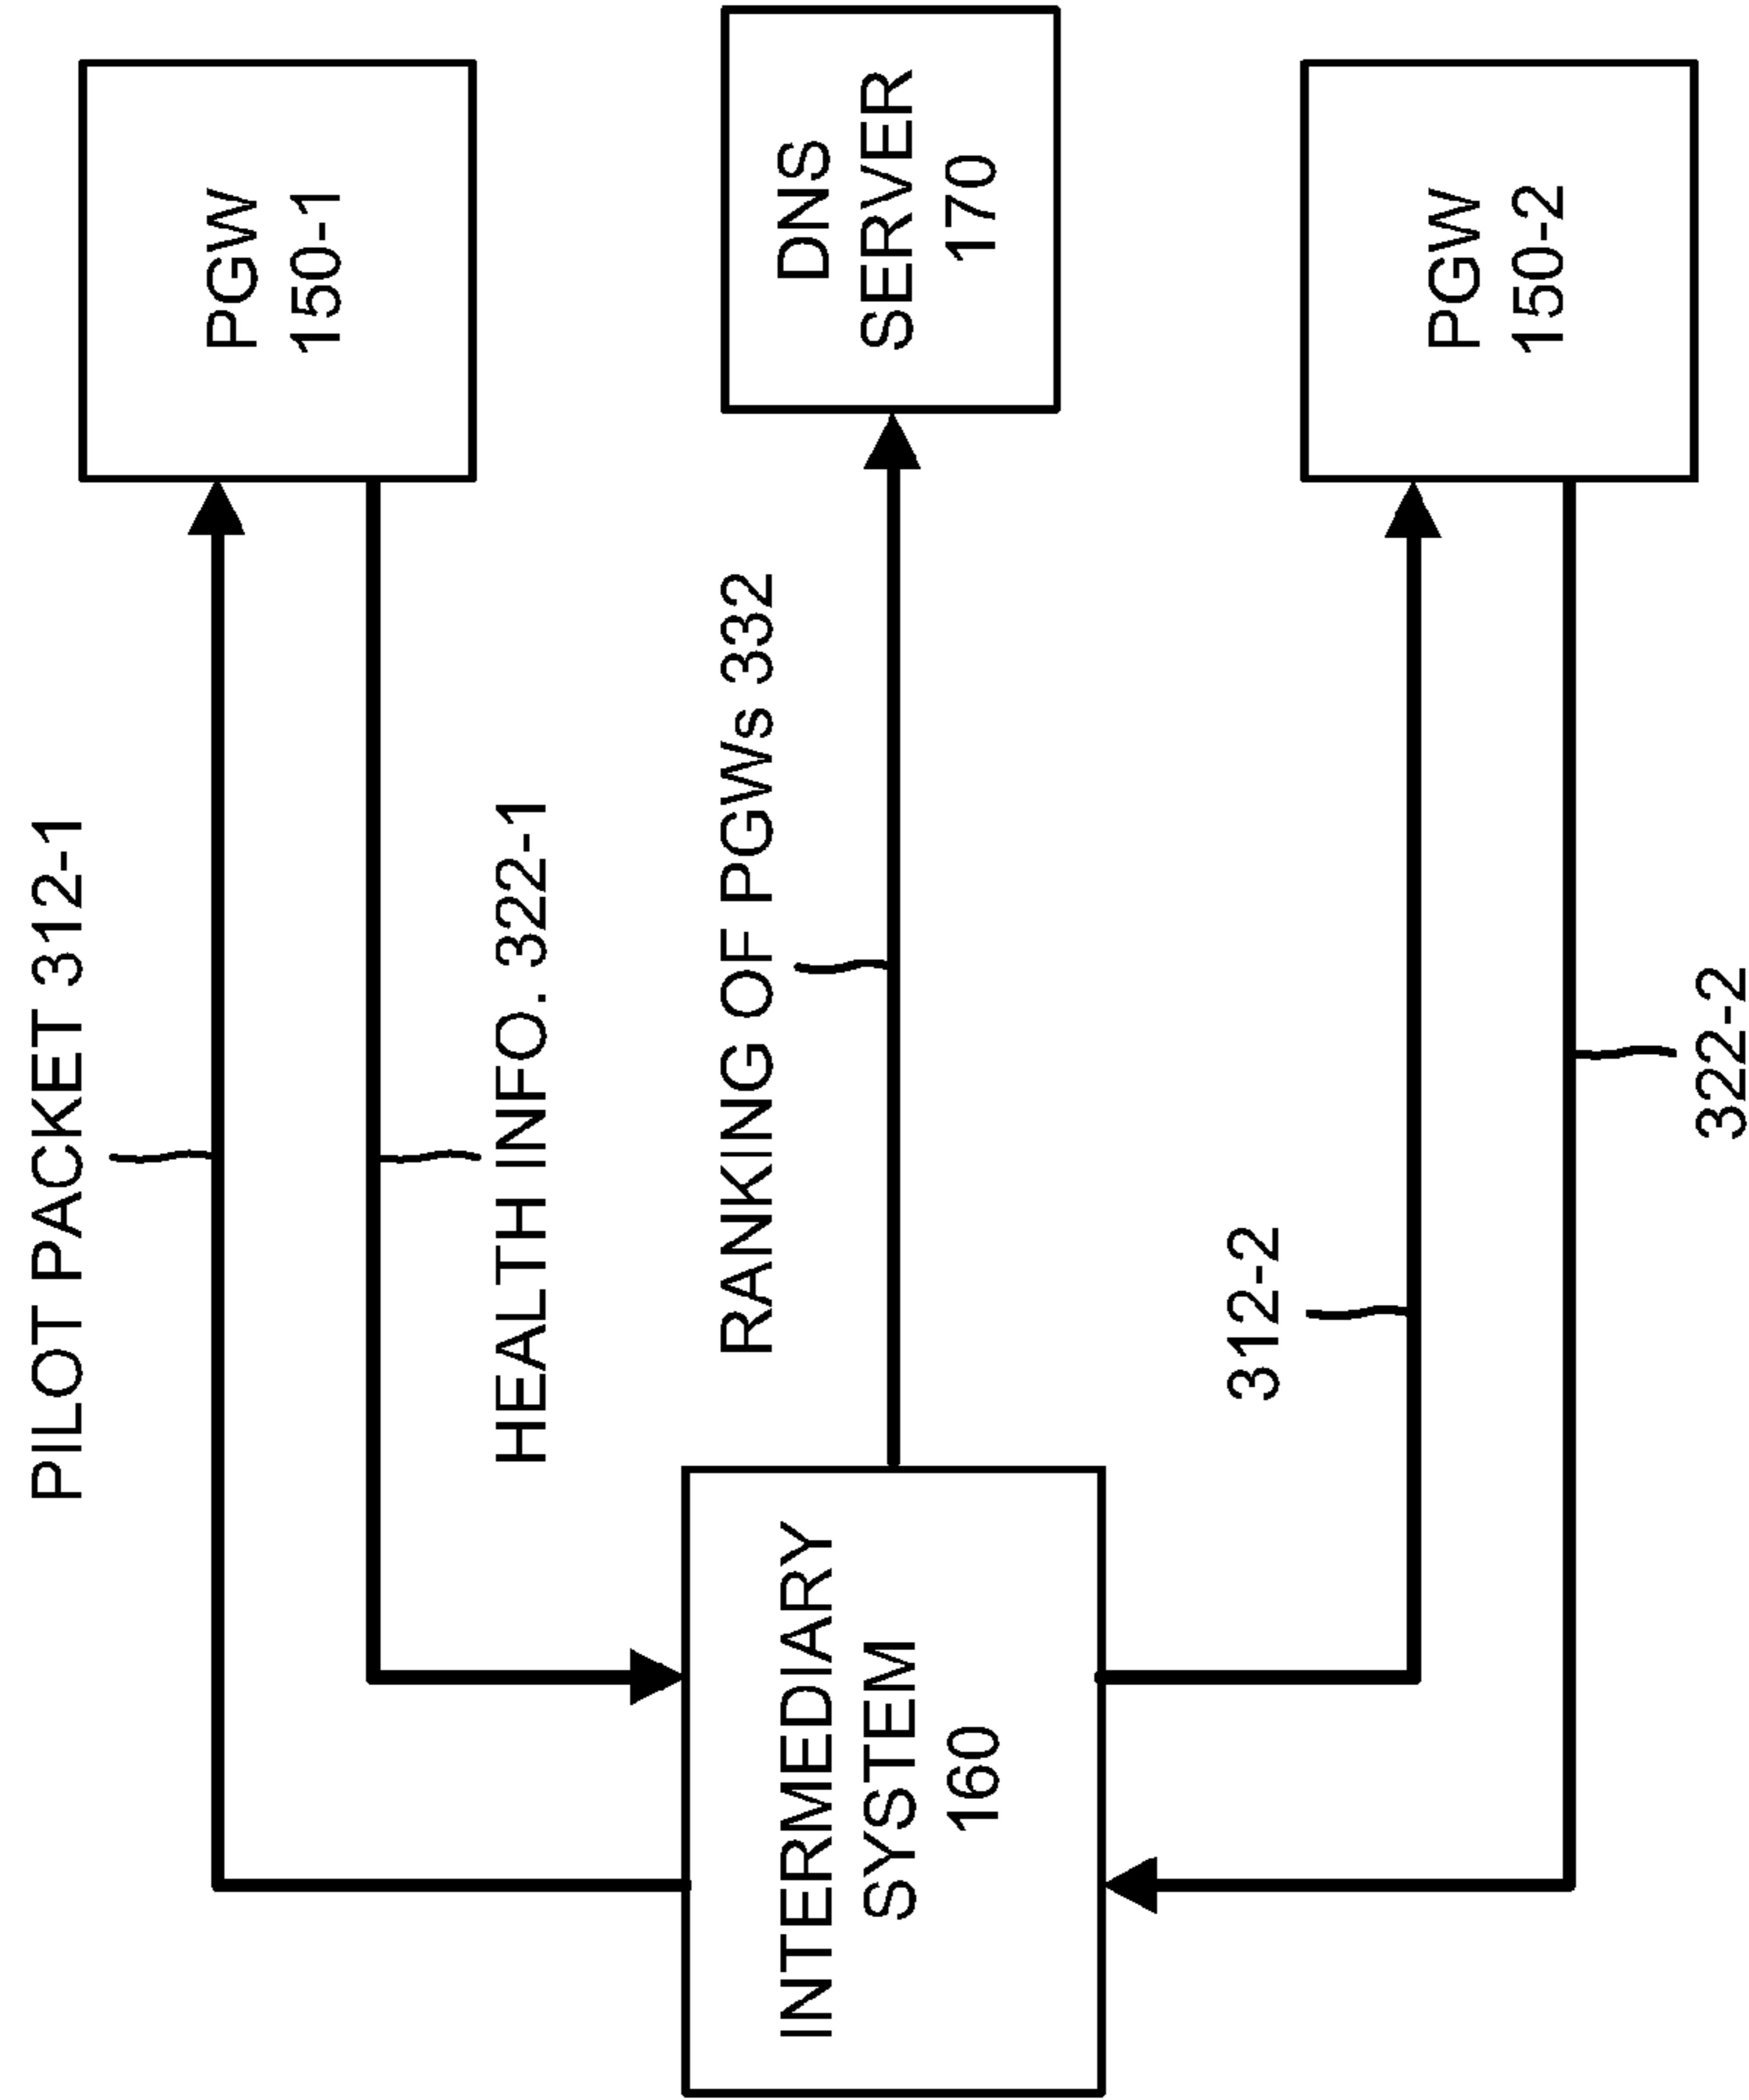 PILOT PACKET 312-1
PGW
150-1
HEALTH INFO. 322-1
RANKING OF PGWs 332
DNS
SERVER
170
INTERMEDIARY
SYSTEM
160
312-2
PGW
150-2
322-2